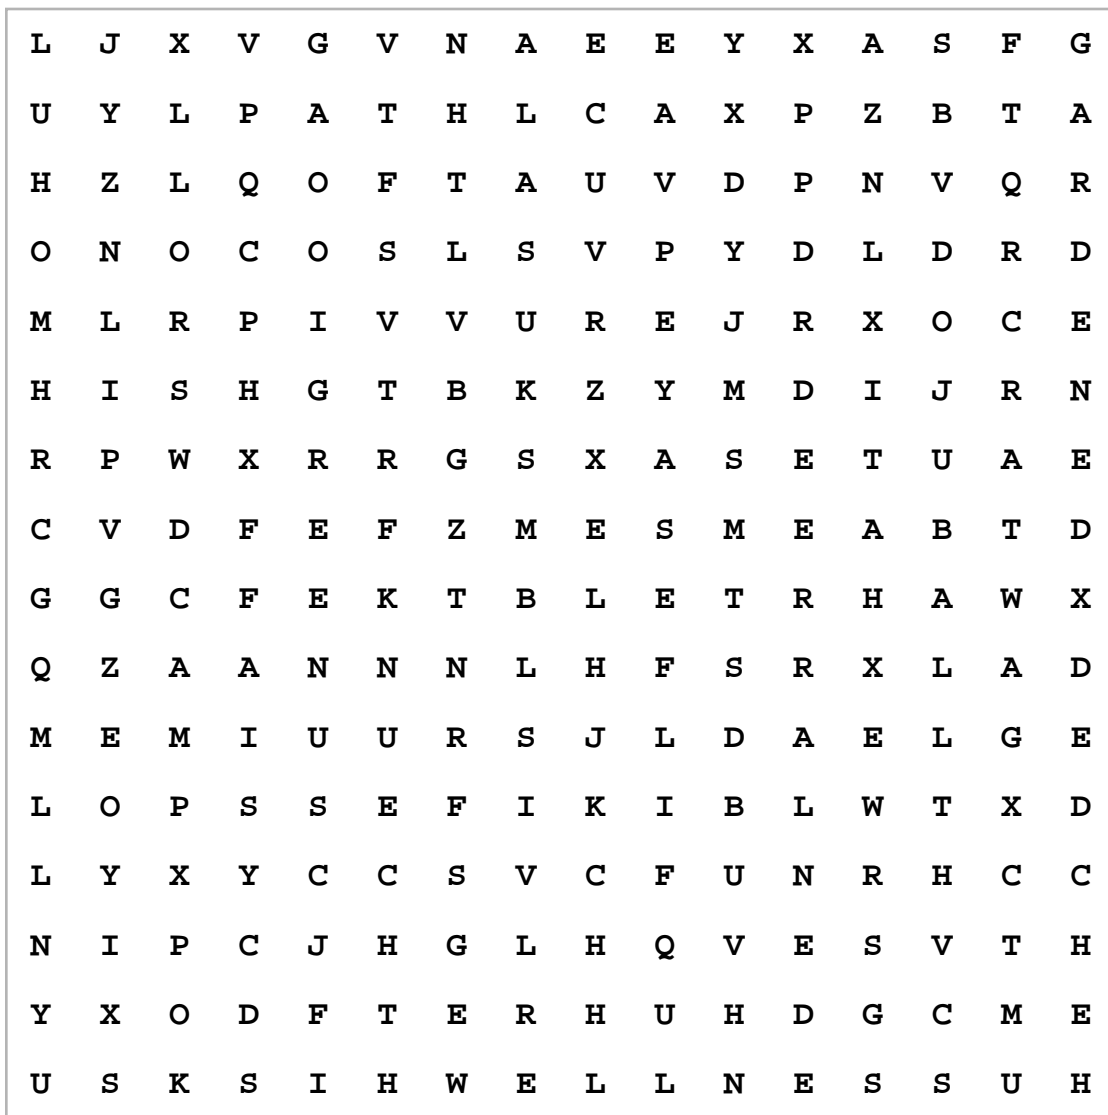 L J X V G V N A E E Y X A S F G
U Y L P A T H L C A X P Z B T A
H Z L Q O F T A U V D P N V Q R
O N O C O S L S V P Y D L D R D
M L R P I V V U R E J R X O C E
H I S H G T B K Z Y M D I J R N
R P W X R R G S X A S E T U A E
C V D F E F Z M E S M E A B T D
G G C F E K T B L E T R H A W X
Q Z A A N N N L H F S R X L A D
M E M I U U R S J L D A E L G E
L O P S S E F I K I B L W T X D
L Y X Y C C S V C F U N R H C C
N I P C J H G L H Q V E S V T H
Y X O D F T E R H U H D G C M E
U S K S I H W E L L N E S S U H